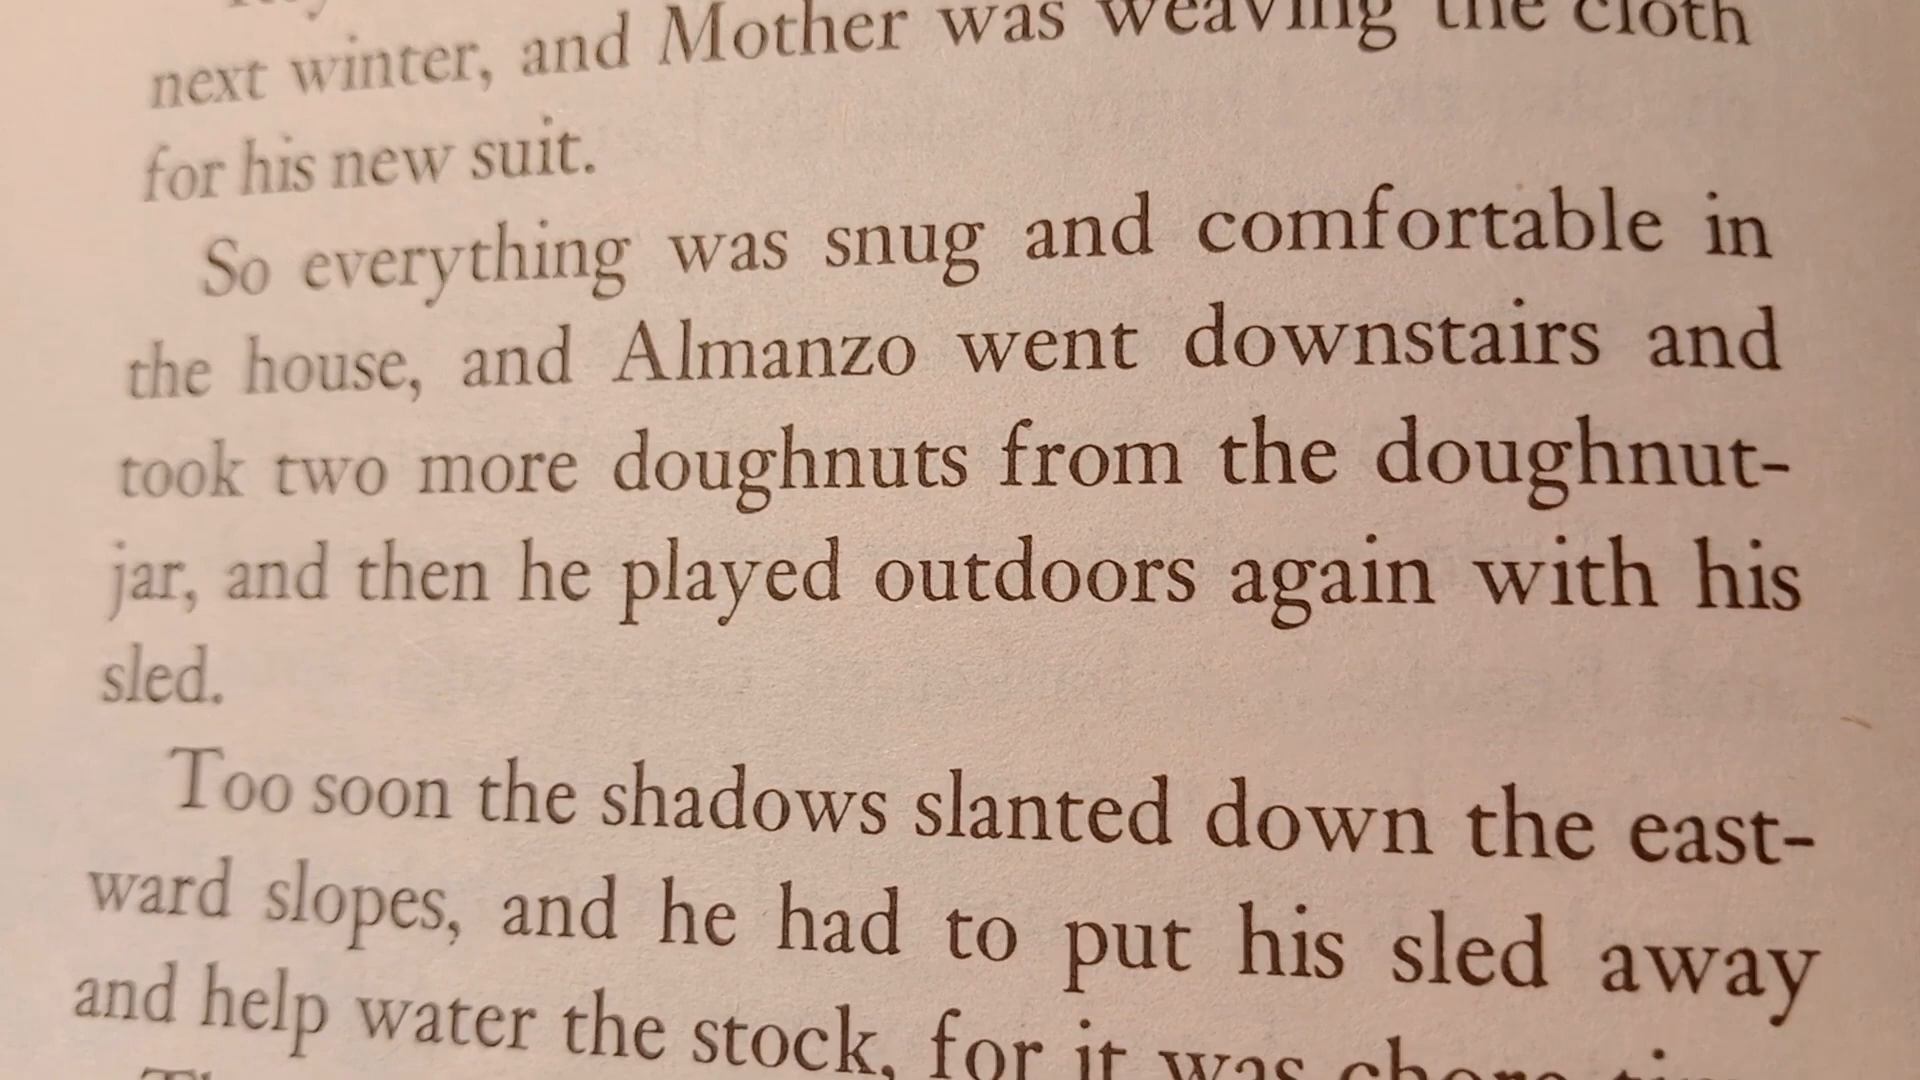 next winter, and Mother was weaving the cloth
for his new suit.
So everything was snug and comfortable in
the house, and Almanzo went downstairs and
took two more doughnuts from the doughnut-
jar, and then he played outdoors again with his
sled.
Too soon the shadows slanted down the east-
ward slopes, and he had to put his sled away
and help water the stock, for it was chore